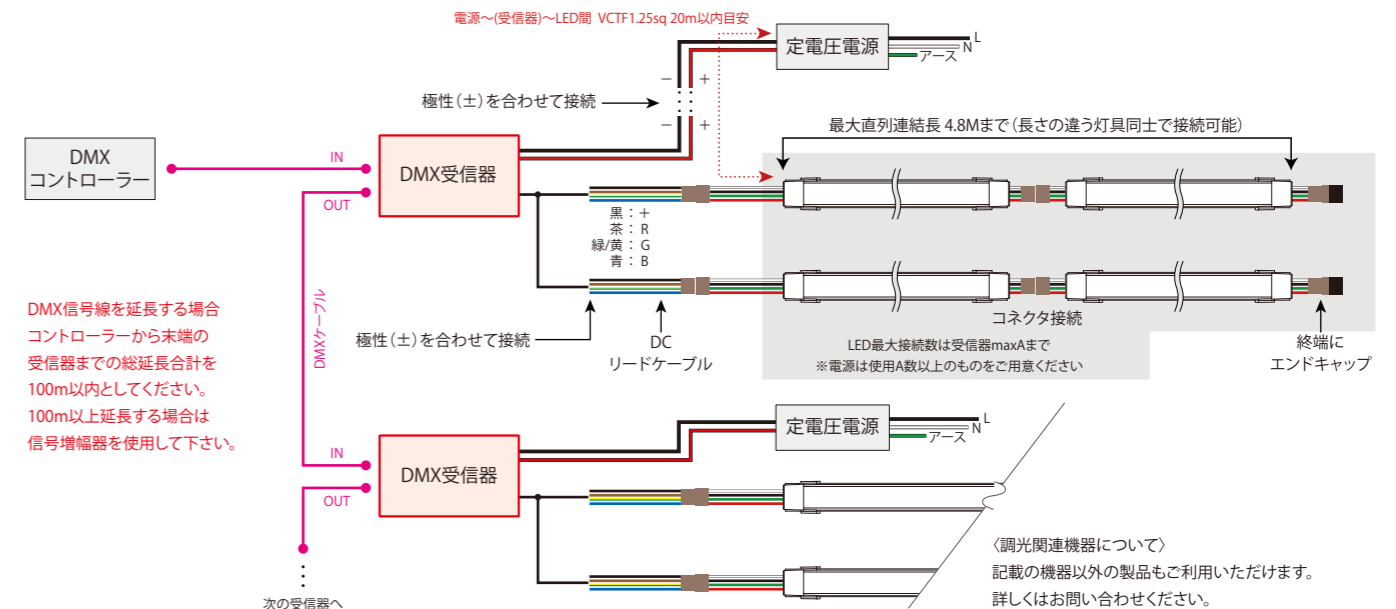 電源～(受信器)～LED間 VCTF1.25sq 20m以内目安
定電圧電源
L
N
アース
－ ＋
極性(±)を合わせて接続
－ ＋
最大直列連結長 4.8Mまで(長さの違う灯具同士で接続可能)
DMX
コントローラー
IN
OUT
DMX受信器
黒：＋
茶：R
緑/黄：G
青：B
DMXケーブル
DMX信号線を延長する場合
コントローラーから末端の
受信器までの総延長合計を
100m以内としてください。
100m以上延長する場合は
信号増幅器を使用して下さい。
極性(±)を合わせて接続
DC
リードケーブル
コネクタ接続
LED最大接続数は受信器maxAまで
※電源は使用A数以上のものをご用意ください
終端に
エンドキャップ
定電圧電源
L
N
アース
IN
OUT
DMX受信器
次の受信器へ
〈調光関連機器について〉
記載の機器以外の製品もご利用いただけます。
詳しくはお問い合わせください。